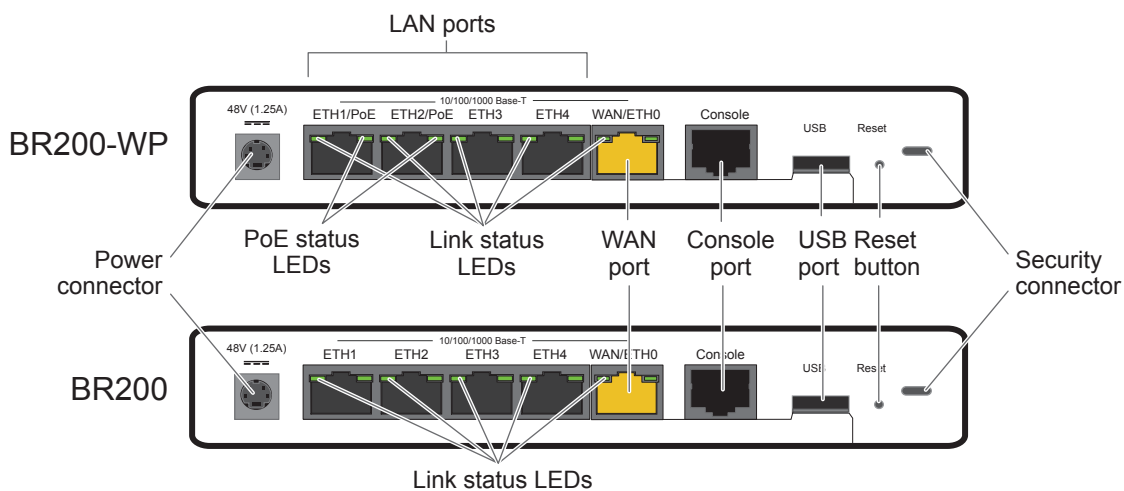 LAN ports
10/100/1000 Base-T
48V (1.25A) ETH1/PoE ETH2/PoE ETH3 ETH4 WAN/ETH0 Console USB Reset
BR200-WP
PoE status LEDs
Link status LEDs
WAN port
Console port
USB port
Reset button
Power connector
Security connector
10/100/1000 Base-T
48V (1.25A) ETH1 ETH2 ETH3 ETH4 WAN/ETH0 Console USB Reset
BR200
Link status LEDs